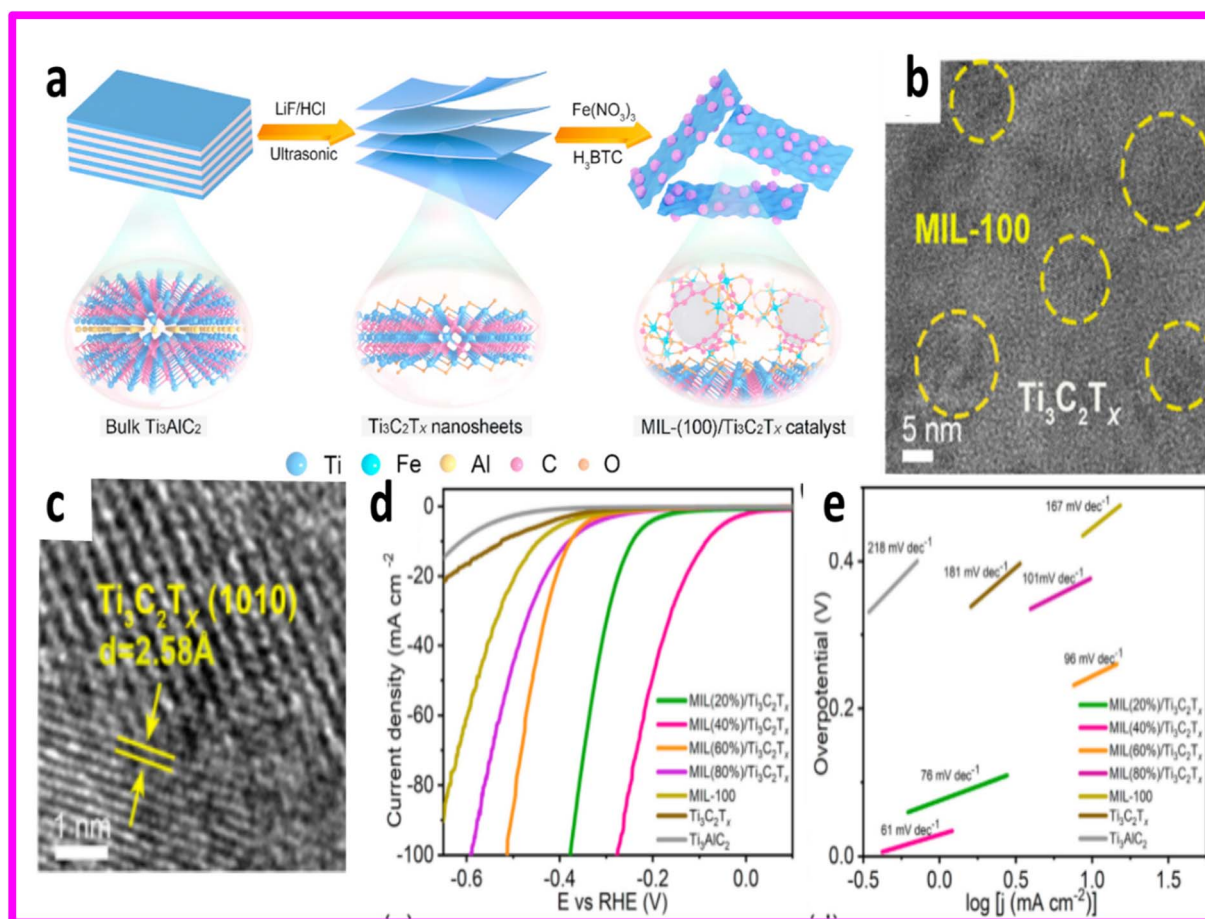 a
LiF/HCl
Ultrasonic
Fe(NO₃)₃
H₃BTC
Bulk Ti₃AlC₂
Ti₃C₂Tx nanosheets
MIL-(100)/Ti₃C₂Tx catalyst
Ti Fe Al C O
b
MIL-100
Ti₃C₂Tx
5 nm
c
Ti₃C₂Tx (1010)
d=2.58Å
1 nm
d
Current density (mA cm⁻²)
0
-20
-40
-60
-80
-100
-0.6 -0.4 -0.2 0.0
E vs RHE (V)
MIL(20%)/Ti₃C₂Tx
MIL(40%)/Ti₃C₂Tx
MIL(60%)/Ti₃C₂Tx
MIL(80%)/Ti₃C₂Tx
MIL-100
Ti₃C₂Tx
Ti₃AlC₂
e
Overpotential (V)
0.4
0.2
0.0
-0.5 0.0 0.5 1.0 1.5
log [j (mA cm⁻²)]
167 mV dec⁻¹
218 mV dec⁻¹
181 mV dec⁻¹
101mV dec⁻¹
96 mV dec⁻¹
76 mV dec⁻¹
61 mV dec⁻¹
MIL(20%)/Ti₃C₂Tx
MIL(40%)/Ti₃C₂Tx
MIL(60%)/Ti₃C₂Tx
MIL(80%)/Ti₃C₂Tx
MIL-100
Ti₃C₂Tx
Ti₃AlC₂